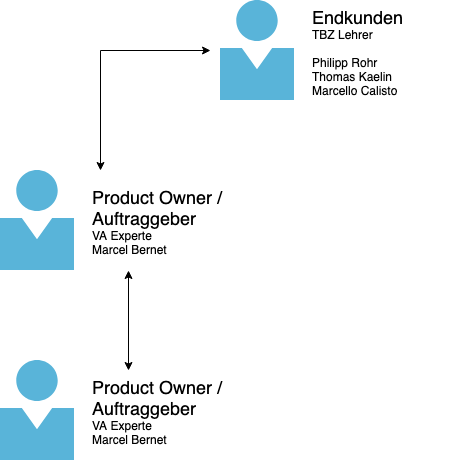 Endkunden
TBZ Lehrer
Philipp Rohr
Thomas Kaelin
Marcello Calisto
Product Owner /
Auftraggeber
VA Experte
Marcel Bernet
Product Owner /
Auftraggeber
VA Experte
Marcel Bernet